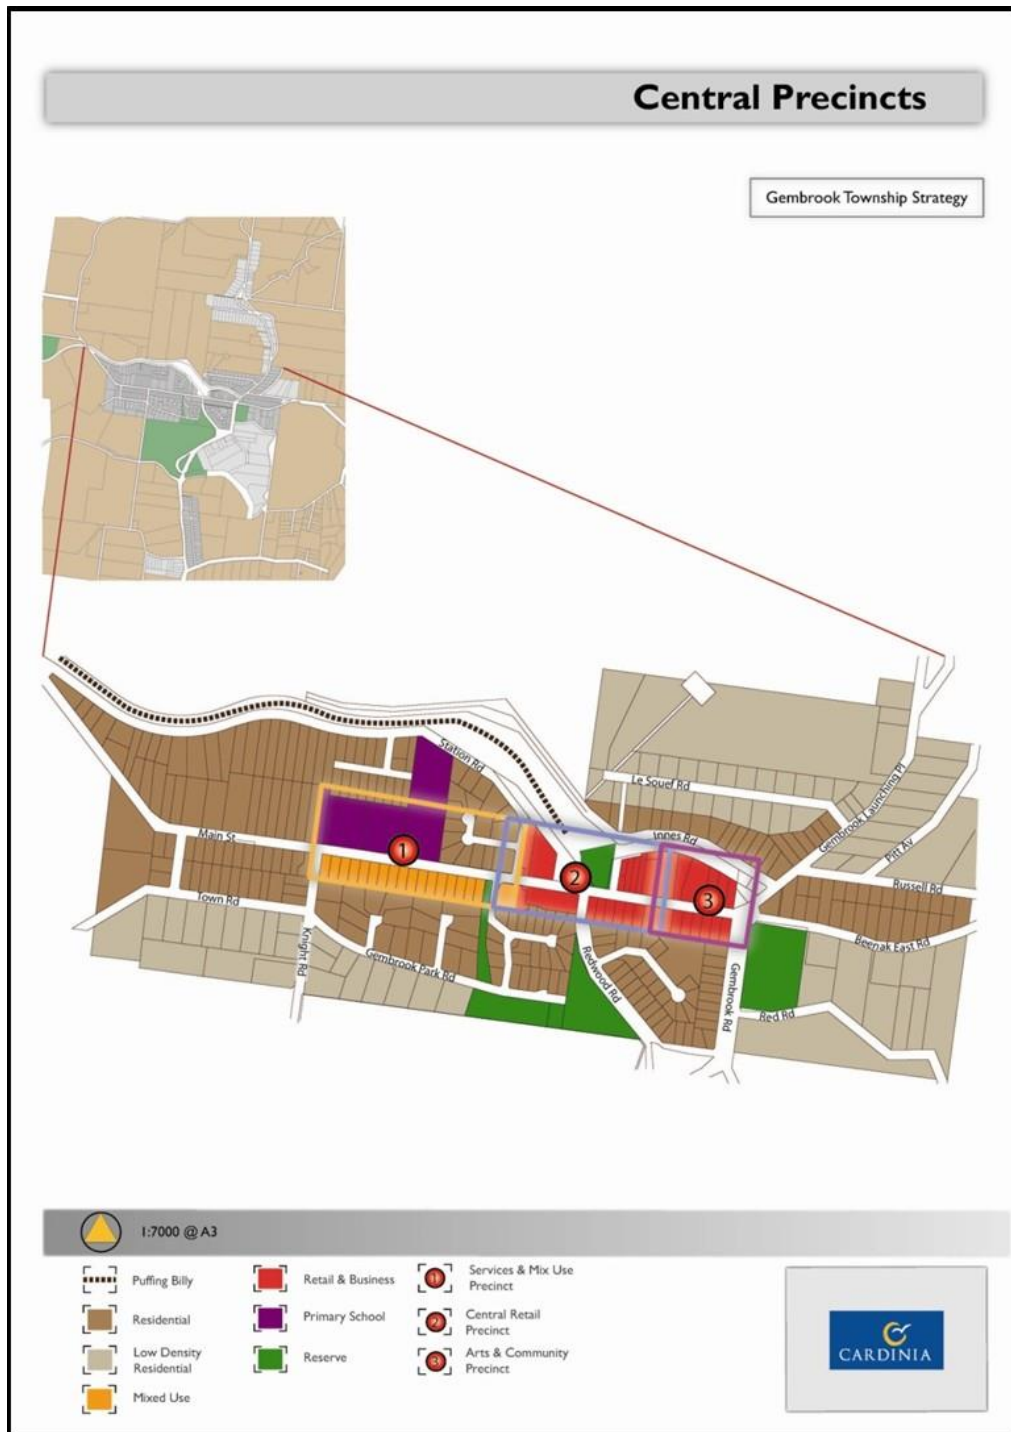 Central Precincts
Gembrook Township Strategy
Station Rd
Le Souef Rd
Innes Rd
Gembrook Launching Pl
Pitt Av
Main St
1
2
3
Russell Rd
Town Rd
Beenak East Rd
Knight Rd
Gembrook Park Rd
Redwood Rd
Gembrook Rd
Red Rd
1:7000 @ A3
Puffing Billy
Residential
Low Density
Residential
Mixed Use
Retail & Business
Primary School
Reserve
1
Services & Mix Use
Precinct
2
Central Retail
Precinct
3
Arts & Community
Precinct
CARDINIA